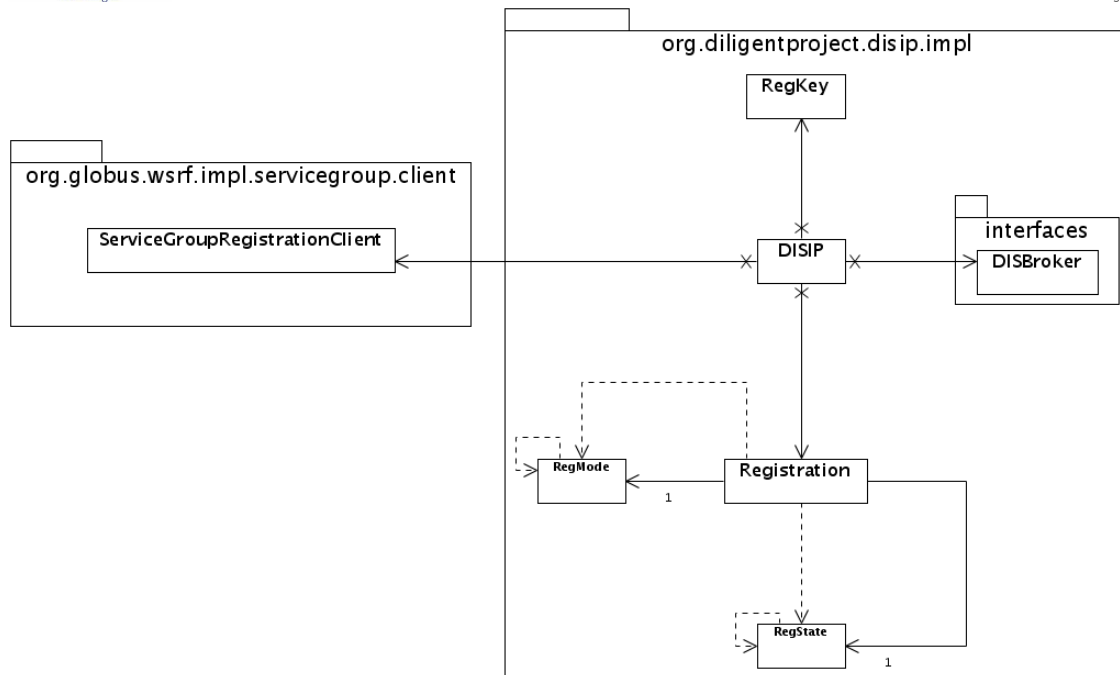 org.diligentproject.disip.impl
RegKey
org.globus.wsrf.impl.servicegroup.client
ServiceGroupRegistrationClient
interfaces
DISIP
DISBroker
RegMode
Registration
1
RegState
1